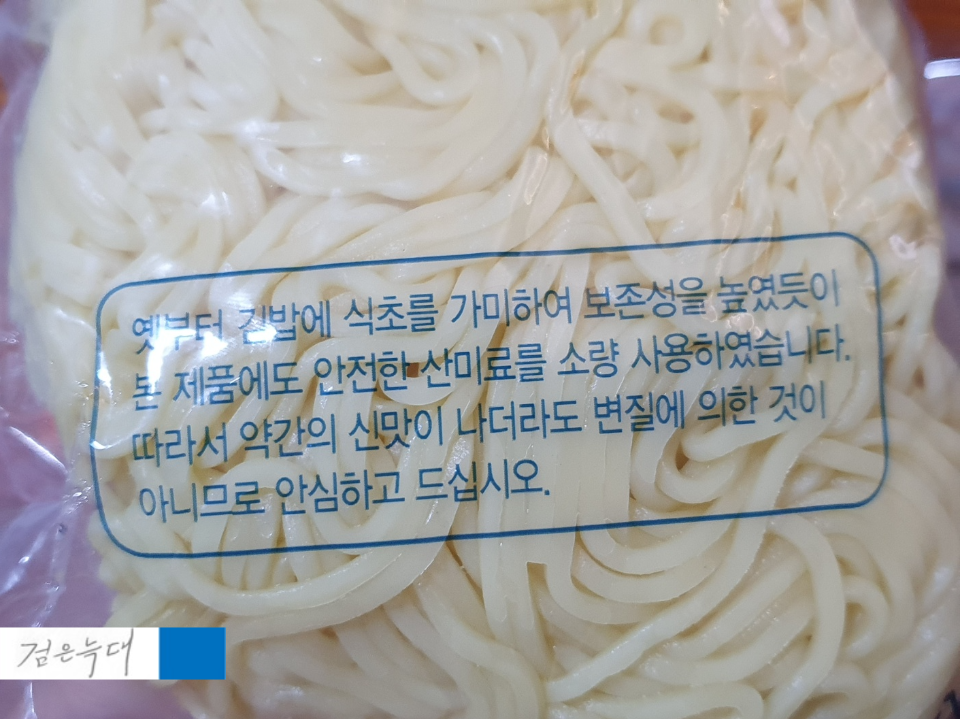 옛부터 김밥에 식초를 가미하여 보존성을 높였듯이
본 제품에도 안전한 산미료를 소량 사용하였습니다.
따라서 약간의 신맛이 나더라도 변질에 의한 것이
아니므로 안심하고 드십시오.
검은늑대